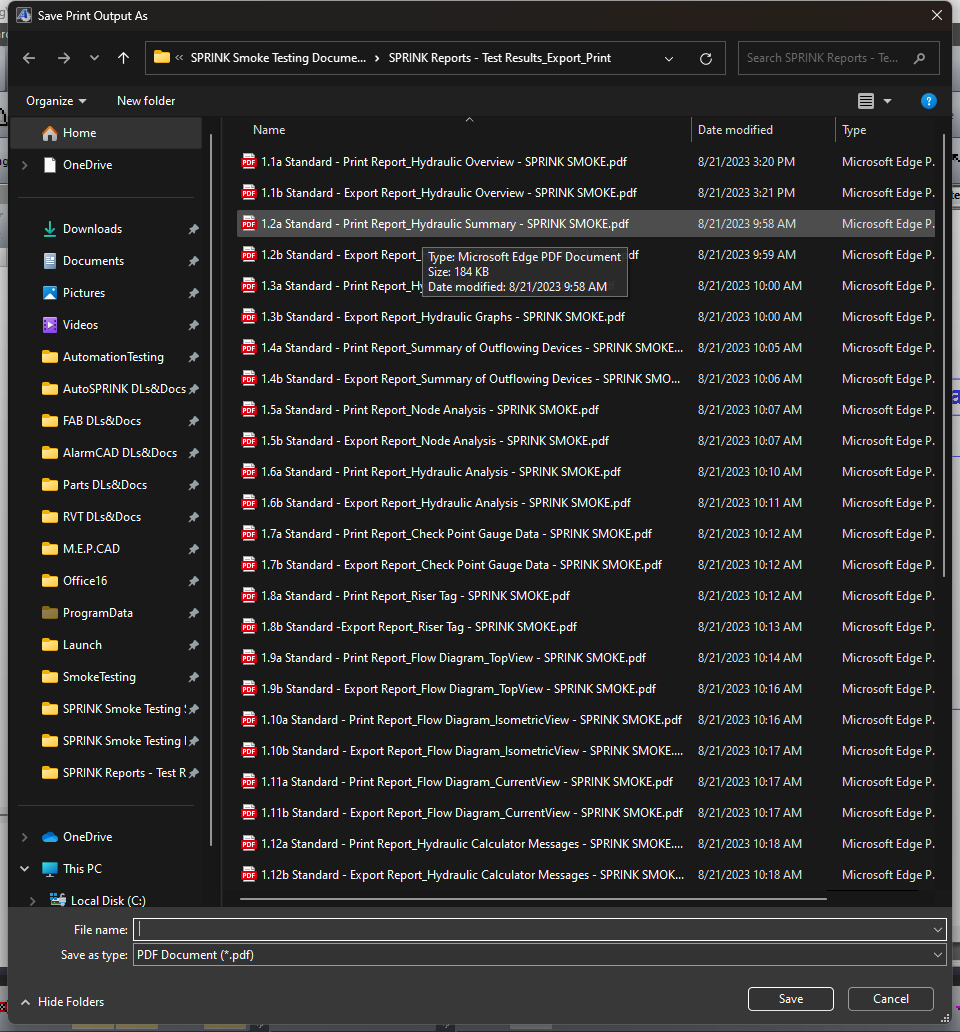 Save Print Output As
« SPRINK Smoke Testing Docume... › SPRINK Reports - Test Results_Export_Print
Search SPRINK Reports - Te...
Organize
New folder
?
Home
OneDrive
Downloads
Documents
Pictures
Videos
AutomationTesting
AutoSPRINK DLs&Docs
FAB DLs&Docs
AlarmCAD DLs&Docs
Parts DLs&Docs
RVT DLs&Docs
M.E.P.CAD
Office16
ProgramData
Launch
SmokeTesting
SPRINK Smoke Testing
SPRINK Smoke Testing
SPRINK Reports - Test R
OneDrive
This PC
Local Disk (C:)
Name Date modified Type
1.1a Standard - Print Report_Hydraulic Overview - SPRINK SMOKE.pdf 8/21/2023 3:20 PM Microsoft Edge P.
1.1b Standard - Export Report_Hydraulic Overview - SPRINK SMOKE.pdf 8/21/2023 3:21 PM Microsoft Edge P.
1.2a Standard - Print Report_Hydraulic Summary - SPRINK SMOKE.pdf 8/21/2023 9:58 AM Microsoft Edge P.
1.2b Standard - Export Report_ df 8/21/2023 9:59 AM Microsoft Edge P.
1.3a Standard - Print Report_Hy 8/21/2023 10:00 AM Microsoft Edge P.
Type: Microsoft Edge PDF Document
Size: 184 KB
Date modified: 8/21/2023 9:58 AM
1.3b Standard - Export Report_Hydraulic Graphs - SPRINK SMOKE.pdf 8/21/2023 10:00 AM Microsoft Edge P.
1.4a Standard - Print Report_Summary of Outflowing Devices - SPRINK SMOKE... 8/21/2023 10:05 AM Microsoft Edge P.
1.4b Standard - Export Report_Summary of Outflowing Devices - SPRINK SMO... 8/21/2023 10:06 AM Microsoft Edge P.
1.5a Standard - Print Report_Node Analysis - SPRINK SMOKE.pdf 8/21/2023 10:07 AM Microsoft Edge P.
1.5b Standard - Export Report_Node Analysis - SPRINK SMOKE.pdf 8/21/2023 10:07 AM Microsoft Edge P.
1.6a Standard - Print Report_Hydraulic Analysis - SPRINK SMOKE.pdf 8/21/2023 10:10 AM Microsoft Edge P.
1.6b Standard - Export Report_Hydraulic Analysis - SPRINK SMOKE.pdf 8/21/2023 10:11 AM Microsoft Edge P.
1.7a Standard - Print Report_Check Point Gauge Data - SPRINK SMOKE.pdf 8/21/2023 10:12 AM Microsoft Edge P.
1.7b Standard - Export Report_Check Point Gauge Data - SPRINK SMOKE.pdf 8/21/2023 10:12 AM Microsoft Edge P.
1.8a Standard - Print Report_Riser Tag - SPRINK SMOKE.pdf 8/21/2023 10:12 AM Microsoft Edge P.
1.8b Standard -Export Report_Riser Tag - SPRINK SMOKE.pdf 8/21/2023 10:13 AM Microsoft Edge P.
1.9a Standard - Print Report_Flow Diagram_TopView - SPRINK SMOKE.pdf 8/21/2023 10:14 AM Microsoft Edge P.
1.9b Standard - Export Report_Flow Diagram_TopView - SPRINK SMOKE.pdf 8/21/2023 10:16 AM Microsoft Edge P.
1.10a Standard - Print Report_Flow Diagram_IsometricView - SPRINK SMOKE.pdf 8/21/2023 10:16 AM Microsoft Edge P.
1.10b Standard - Export Report_Flow Diagram_IsometricView - SPRINK SMOKE.... 8/21/2023 10:17 AM Microsoft Edge P.
1.11a Standard - Print Report_Flow Diagram_CurrentView - SPRINK SMOKE.pdf 8/21/2023 10:17 AM Microsoft Edge P.
1.11b Standard - Export Report_Flow Diagram_CurrentView - SPRINK SMOKE.pdf 8/21/2023 10:17 AM Microsoft Edge P.
1.12a Standard - Print Report_Hydraulic Calculator Messages - SPRINK SMOKE.... 8/21/2023 10:18 AM Microsoft Edge P.
1.12b Standard - Export Report_Hydraulic Calculator Messages - SPRINK SMOK... 8/21/2023 10:18 AM Microsoft Edge P.
File name:
Save as type: PDF Document (*.pdf)
Hide Folders
Save
Cancel